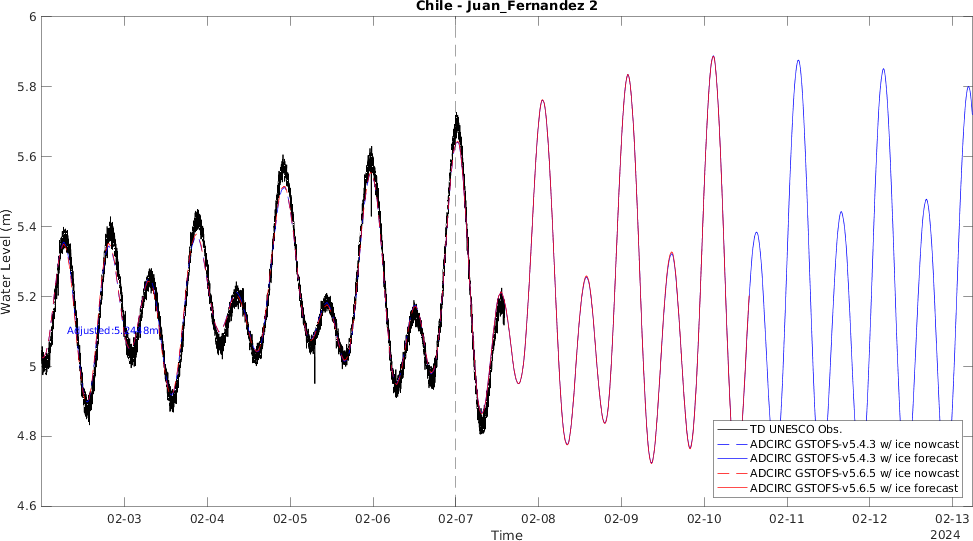 Chile - Juan_Fernandez 2
6
5.8
5.6
5.4
5.2
5
4.8
4.6
Water Level (m)
TD UNESCO Obs.
ADCIRC GSTOFS-v5.4.3 w/ ice nowcast
ADCIRC GSTOFS-v5.4.3 w/ ice forecast
ADCIRC GSTOFS-v5.6.5 w/ ice nowcast
ADCIRC GSTOFS-v5.6.5 w/ ice forecast
02-03 02-04 02-05 02-06 02-07 02-08 02-09 02-10 02-11 02-12 02-13
Time
2024